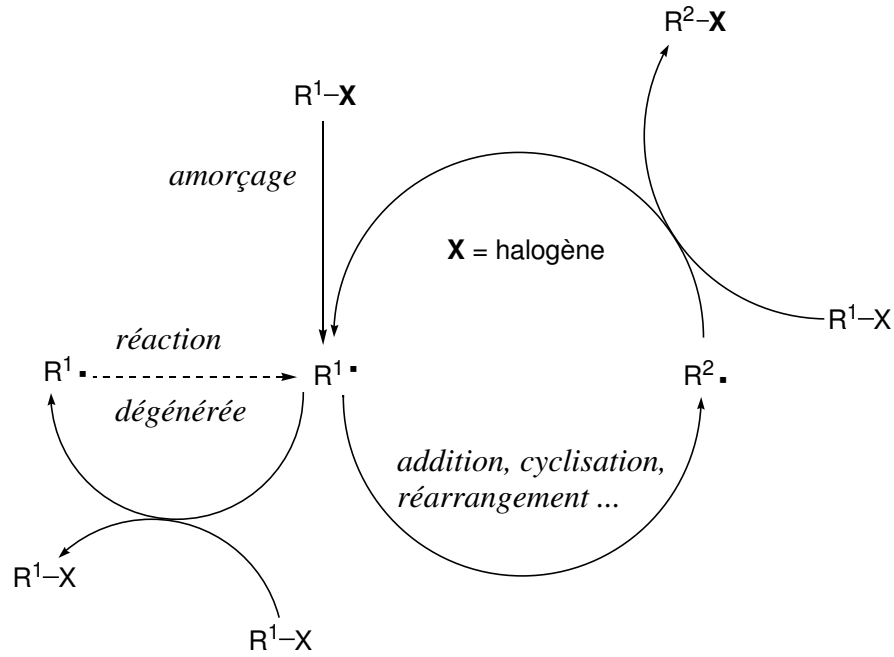 R²–X
R¹–X
amorçage
X = halogène
R¹–X
réaction
R¹▪
R¹▪
R²▪
dégénérée
addition, cyclisation,
réarrangement ...
R¹–X
R¹–X